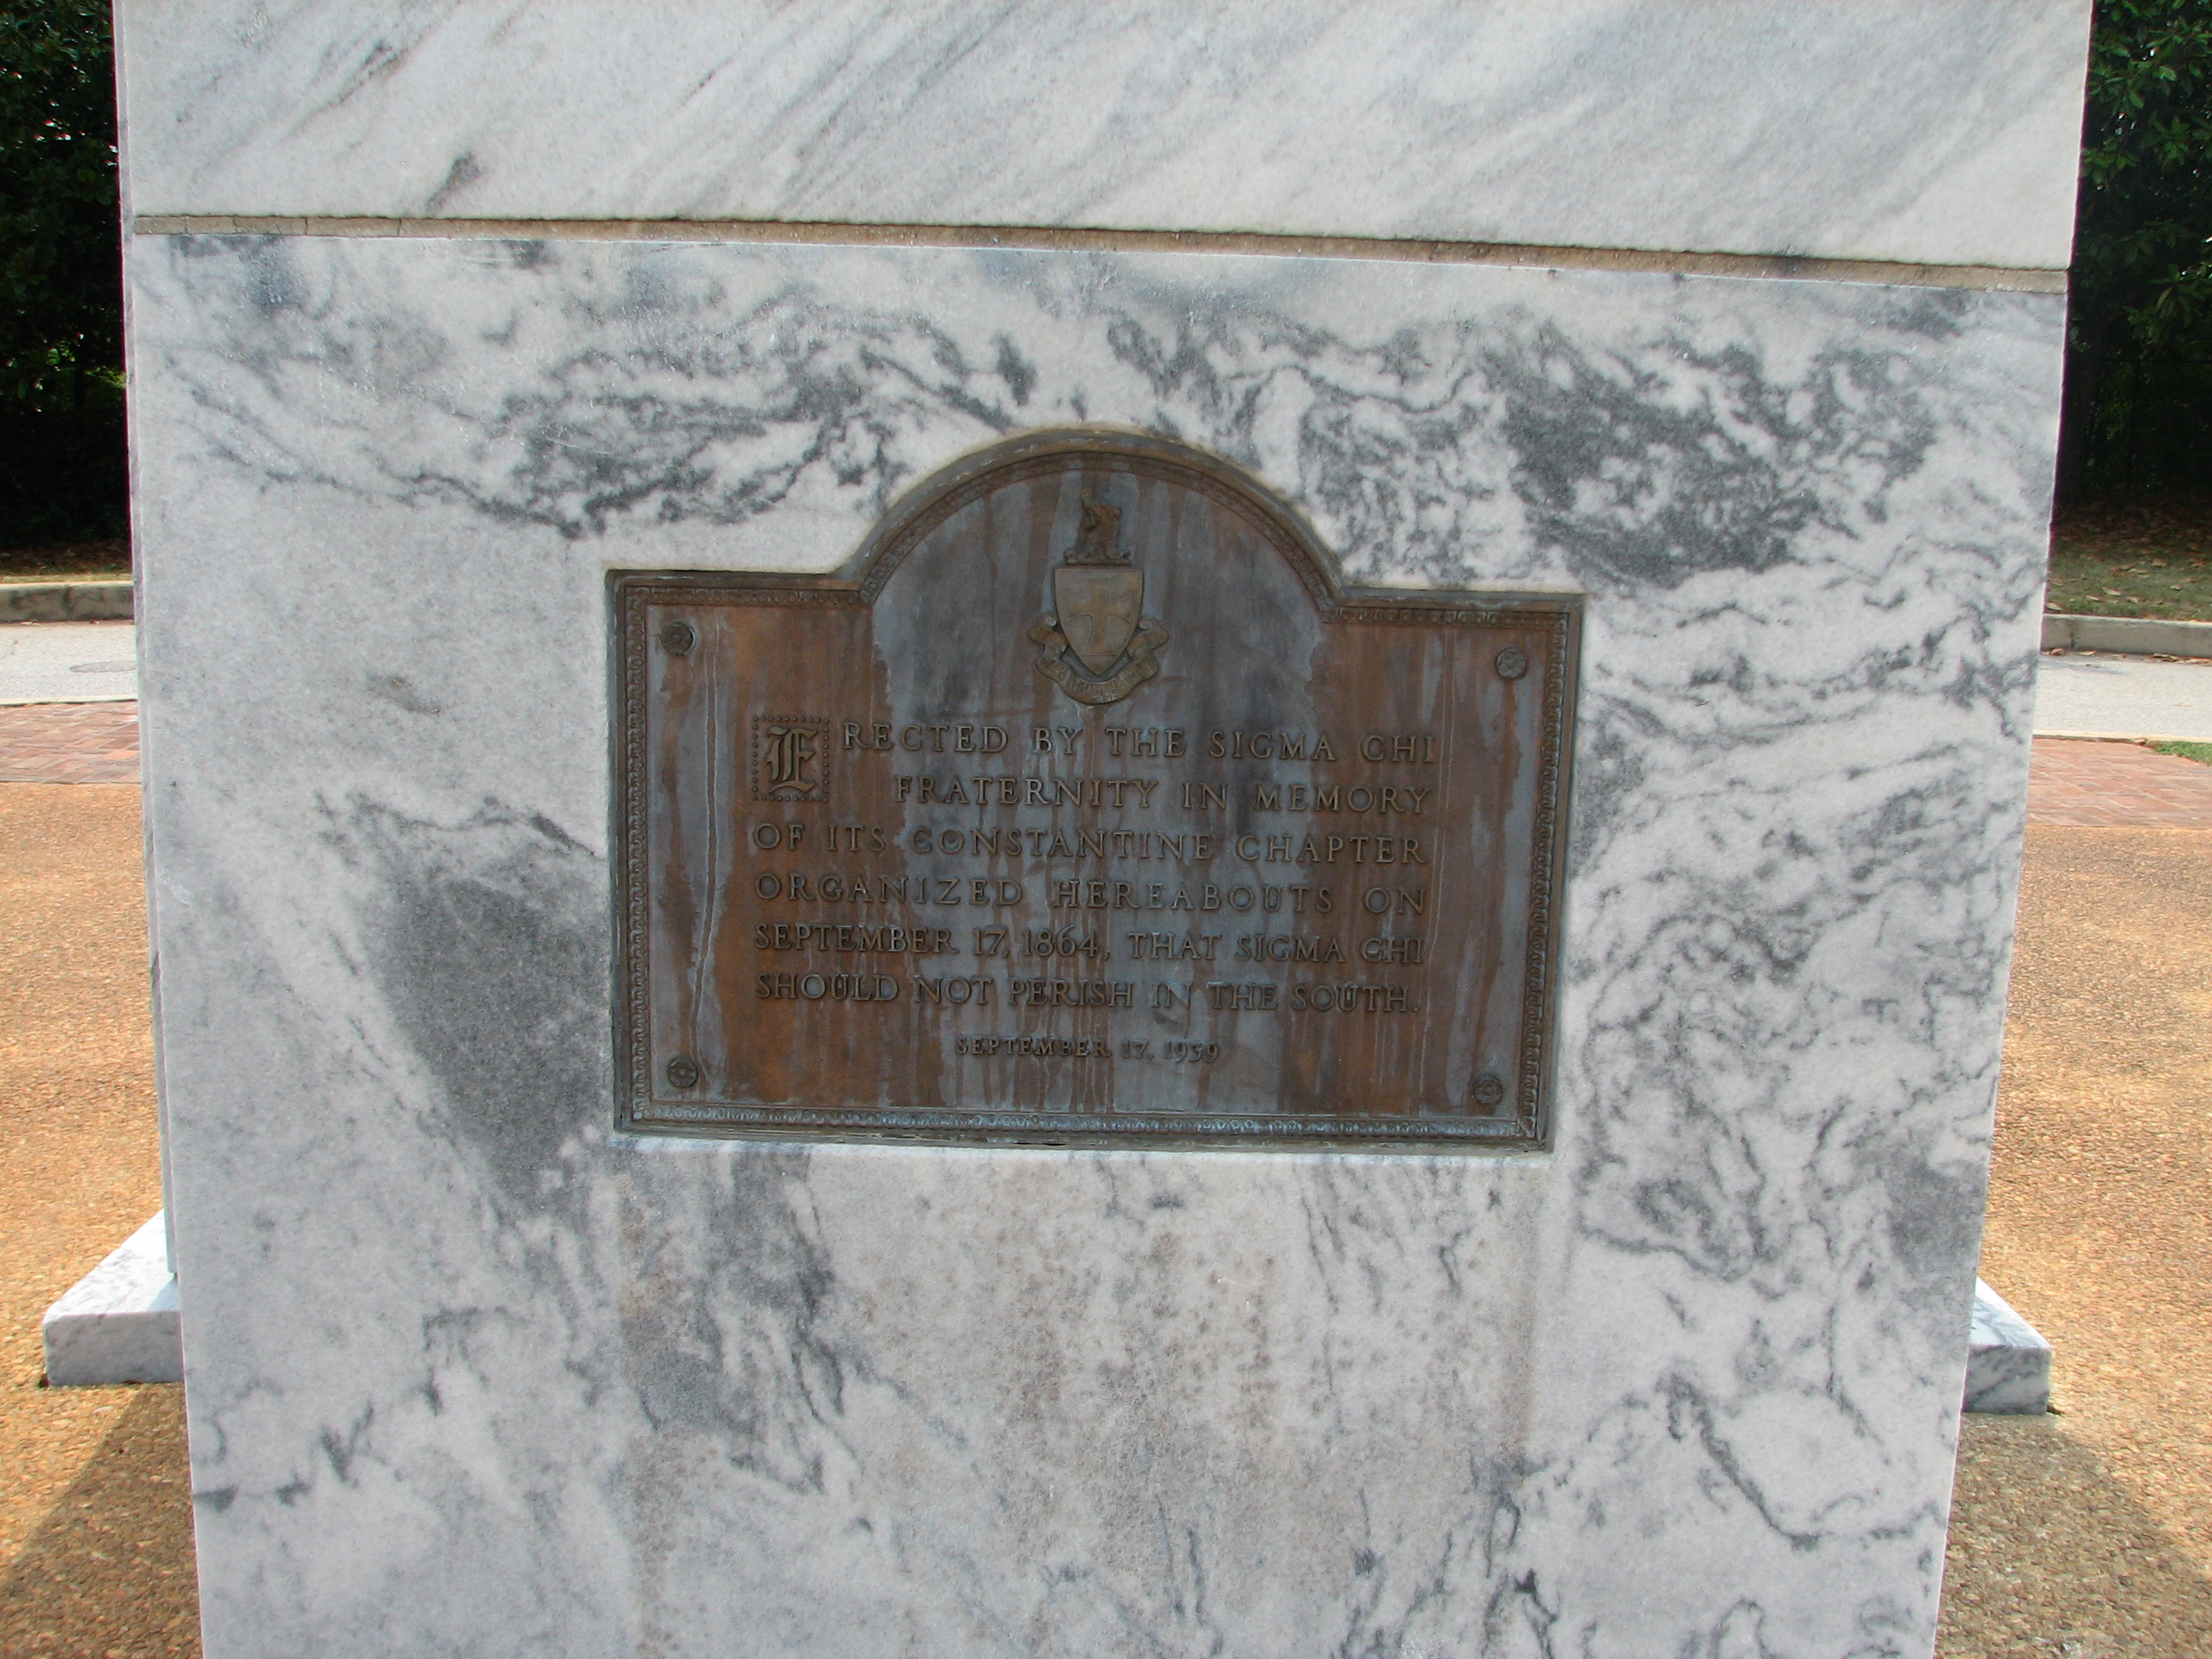 ERECTED BY THE SIGMA CHI
FRATERNITY IN MEMORY
OF ITS CONSTANTINE CHAPTER
ORGANIZED HEREABOUTS ON
SEPTEMBER 17, 1864, THAT SIGMA CHI
SHOULD NOT PERISH IN THE SOUTH.
SEPTEMBER 17, 1939